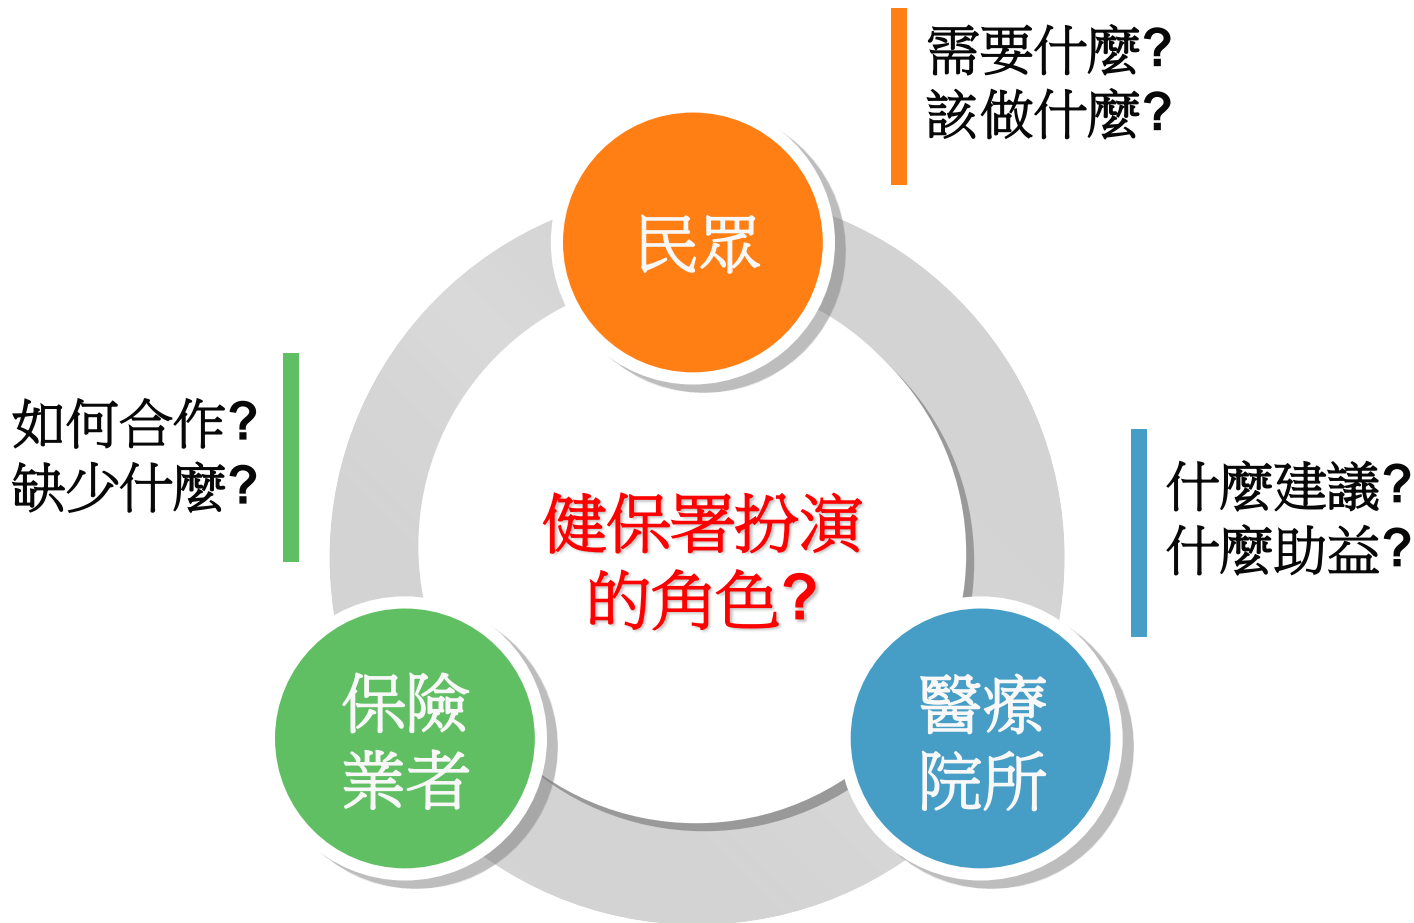 需要什麼?
該做什麼?
民眾
如何合作?
缺少什麼?
健保署扮演
的角色?
什麼建議?
什麼助益?
保險
業者
醫療
院所